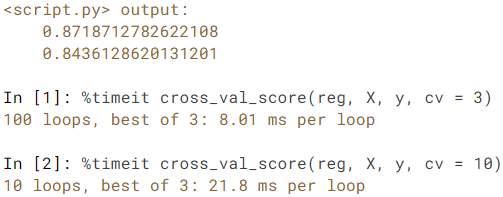 <script.py> output:
0.8718712782622108
0.8436128620131201
In [1]: %timeit cross_val_score(reg, X, y, cv = 3)
100 loops, best of 3: 8.01 ms per loop
In [2]: %timeit cross_val_score(reg, X, y, cv = 10)
10 loops, best of 3: 21.8 ms per loop